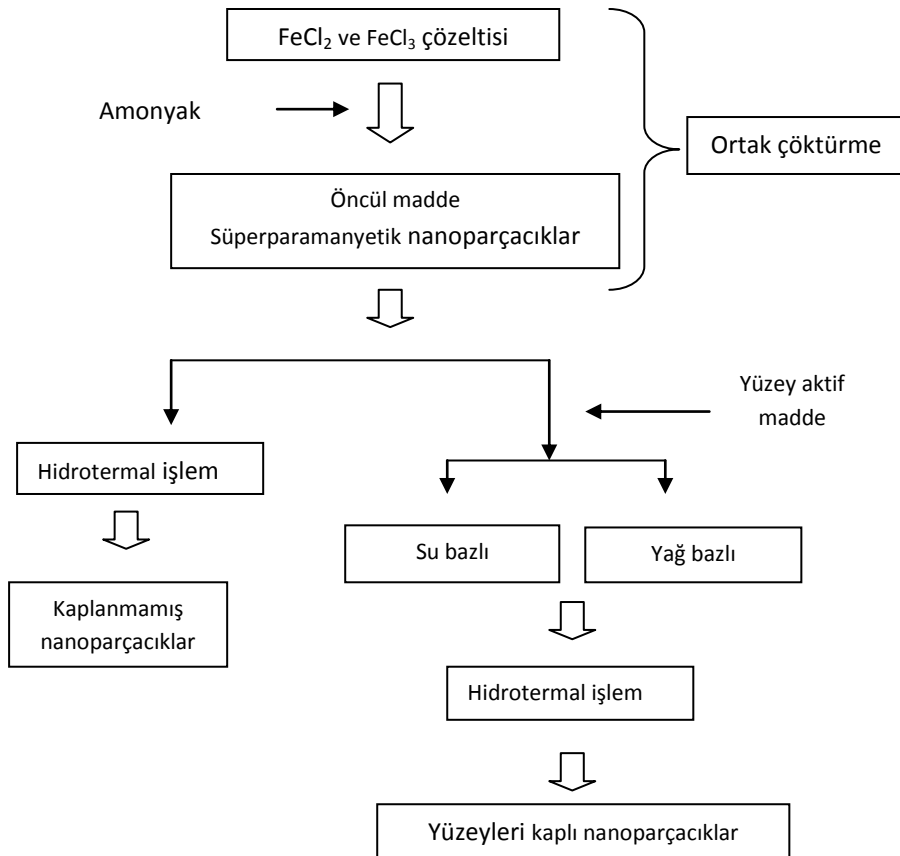 FeCl₂ ve FeCl₃ çözeltisi
Amonyak
Ortak çöktürme
Öncül madde
Süperparamanyetik nanoparçacıklar
Yüzey aktif
madde
Hidrotermal işlem
Su bazlı
Yağ bazlı
Kaplanmamış
nanoparçacıklar
Hidrotermal işlem
Yüzeyleri kaplı nanoparçacıklar